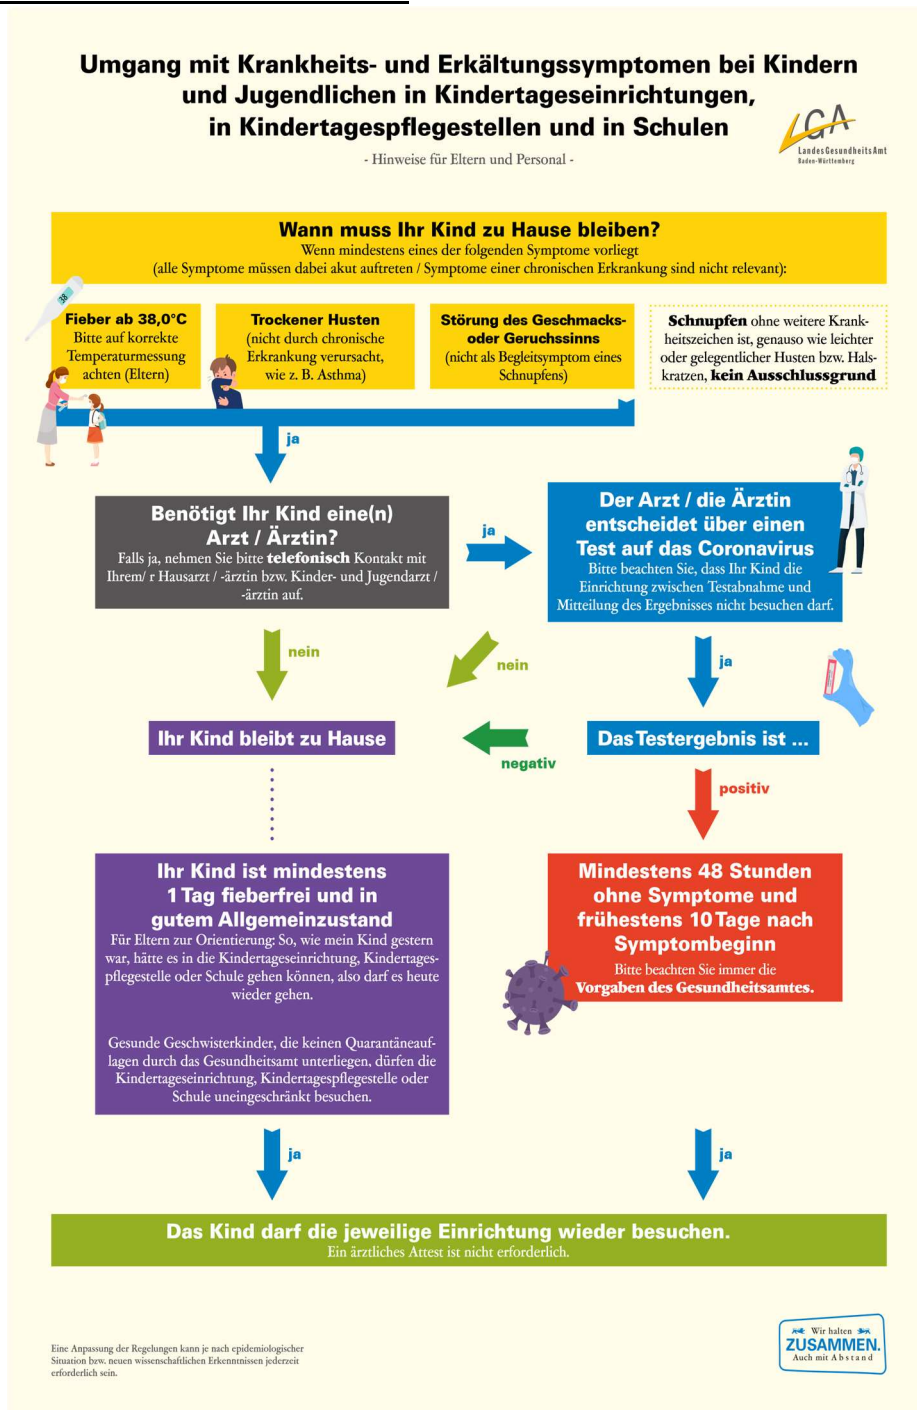 Umgang mit Krankheits- und Erkältungssymptomen bei Kindern
und Jugendlichen in Kindertageseinrichtungen,
in Kindertagespflegestellen und in Schulen
- Hinweise für Eltern und Personal -
LGA
LandesGesundheitsAmt
Baden-Württemberg
Wann muss Ihr Kind zu Hause bleiben?
Wenn mindestens eines der folgenden Symptome vorliegt
(alle Symptome müssen dabei akut auftreten / Symptome einer chronischen Erkrankung sind nicht relevant):
38
Fieber ab 38,0°C
Bitte auf korrekte
Temperaturmessung
achten (Eltern)
Trockener Husten
(nicht durch chronische
Erkrankung verursacht,
wie z. B. Asthma)
Störung des Geschmacks-
oder Geruchssinns
(nicht als Begleitsymptom eines
Schnupfens)
Schnupfen ohne weitere Krank-
heitszeichen ist, genauso wie leichter
oder gelegentlicher Husten bzw. Hals-
kratzen, kein Ausschlussgrund
ja
Benötigt Ihr Kind eine(n)
Arzt / Ärztin?
Falls ja, nehmen Sie bitte telefonisch Kontakt mit
Ihrem/ r Hausarzt / -ärztin bzw. Kinder- und Jugendarzt /
-ärztin auf.
ja
Der Arzt / die Ärztin
entscheidet über einen
Test auf das Coronavirus
Bitte beachten Sie, dass Ihr Kind die
Einrichtung zwischen Testabnahme und
Mitteilung des Ergebnisses nicht besuchen darf.
nein
nein
ja
Ihr Kind bleibt zu Hause
negativ
Das Testergebnis ist ...
positiv
Ihr Kind ist mindestens
1 Tag fieberfrei und in
gutem Allgemeinzustand
Für Eltern zur Orientierung: So, wie mein Kind gestern
war, hätte es in die Kindertageseinrichtung, Kindertages-
pflegestelle oder Schule gehen können, also darf es heute
wieder gehen.
Gesunde Geschwisterkinder, die keinen Quarantäneauf-
lagen durch das Gesundheitsamt unterliegen, dürfen die
Kindertageseinrichtung, Kindertagespflegestelle oder
Schule uneingeschränkt besuchen.
Mindestens 48 Stunden
ohne Symptome und
frühestens 10 Tage nach
Symptombeginn
Bitte beachten Sie immer die
Vorgaben des Gesundheitsamtes.
ja
ja
Das Kind darf die jeweilige Einrichtung wieder besuchen.
Ein ärztliches Attest ist nicht erforderlich.
Eine Anpassung der Regelungen kann je nach epidemiologischer
Situation bzw. neuen wissenschaftlichen Erkenntnissen jederzeit
erforderlich sein.
Wir halten
ZUSAMMEN.
Auch mit Abstand